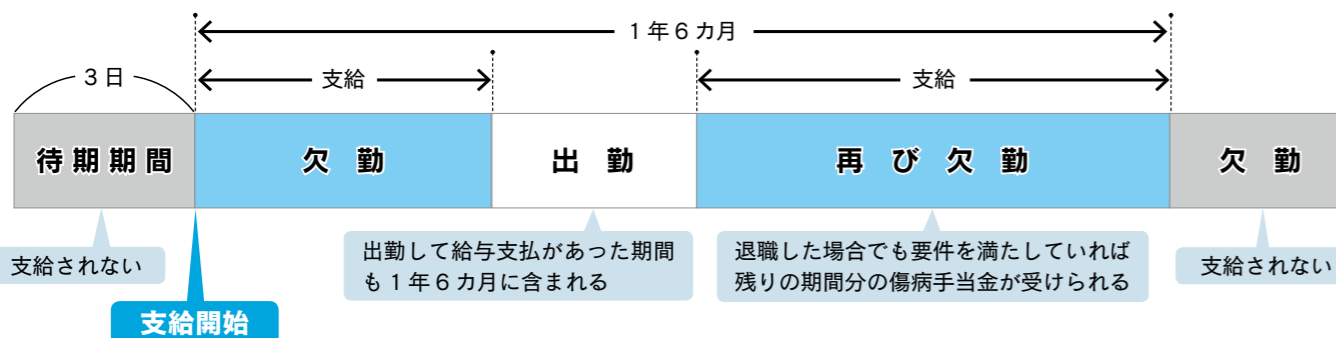 1年6カ月
3日
支給
支給
待期期間
欠勤
出勤
再び欠勤
欠勤
支給されない
出勤して給与支払があった期間
も1年6カ月に含まれる
退職した場合でも要件を満たしていれば
残りの期間分の傷病手当金が受けられる
支給されない
支給開始